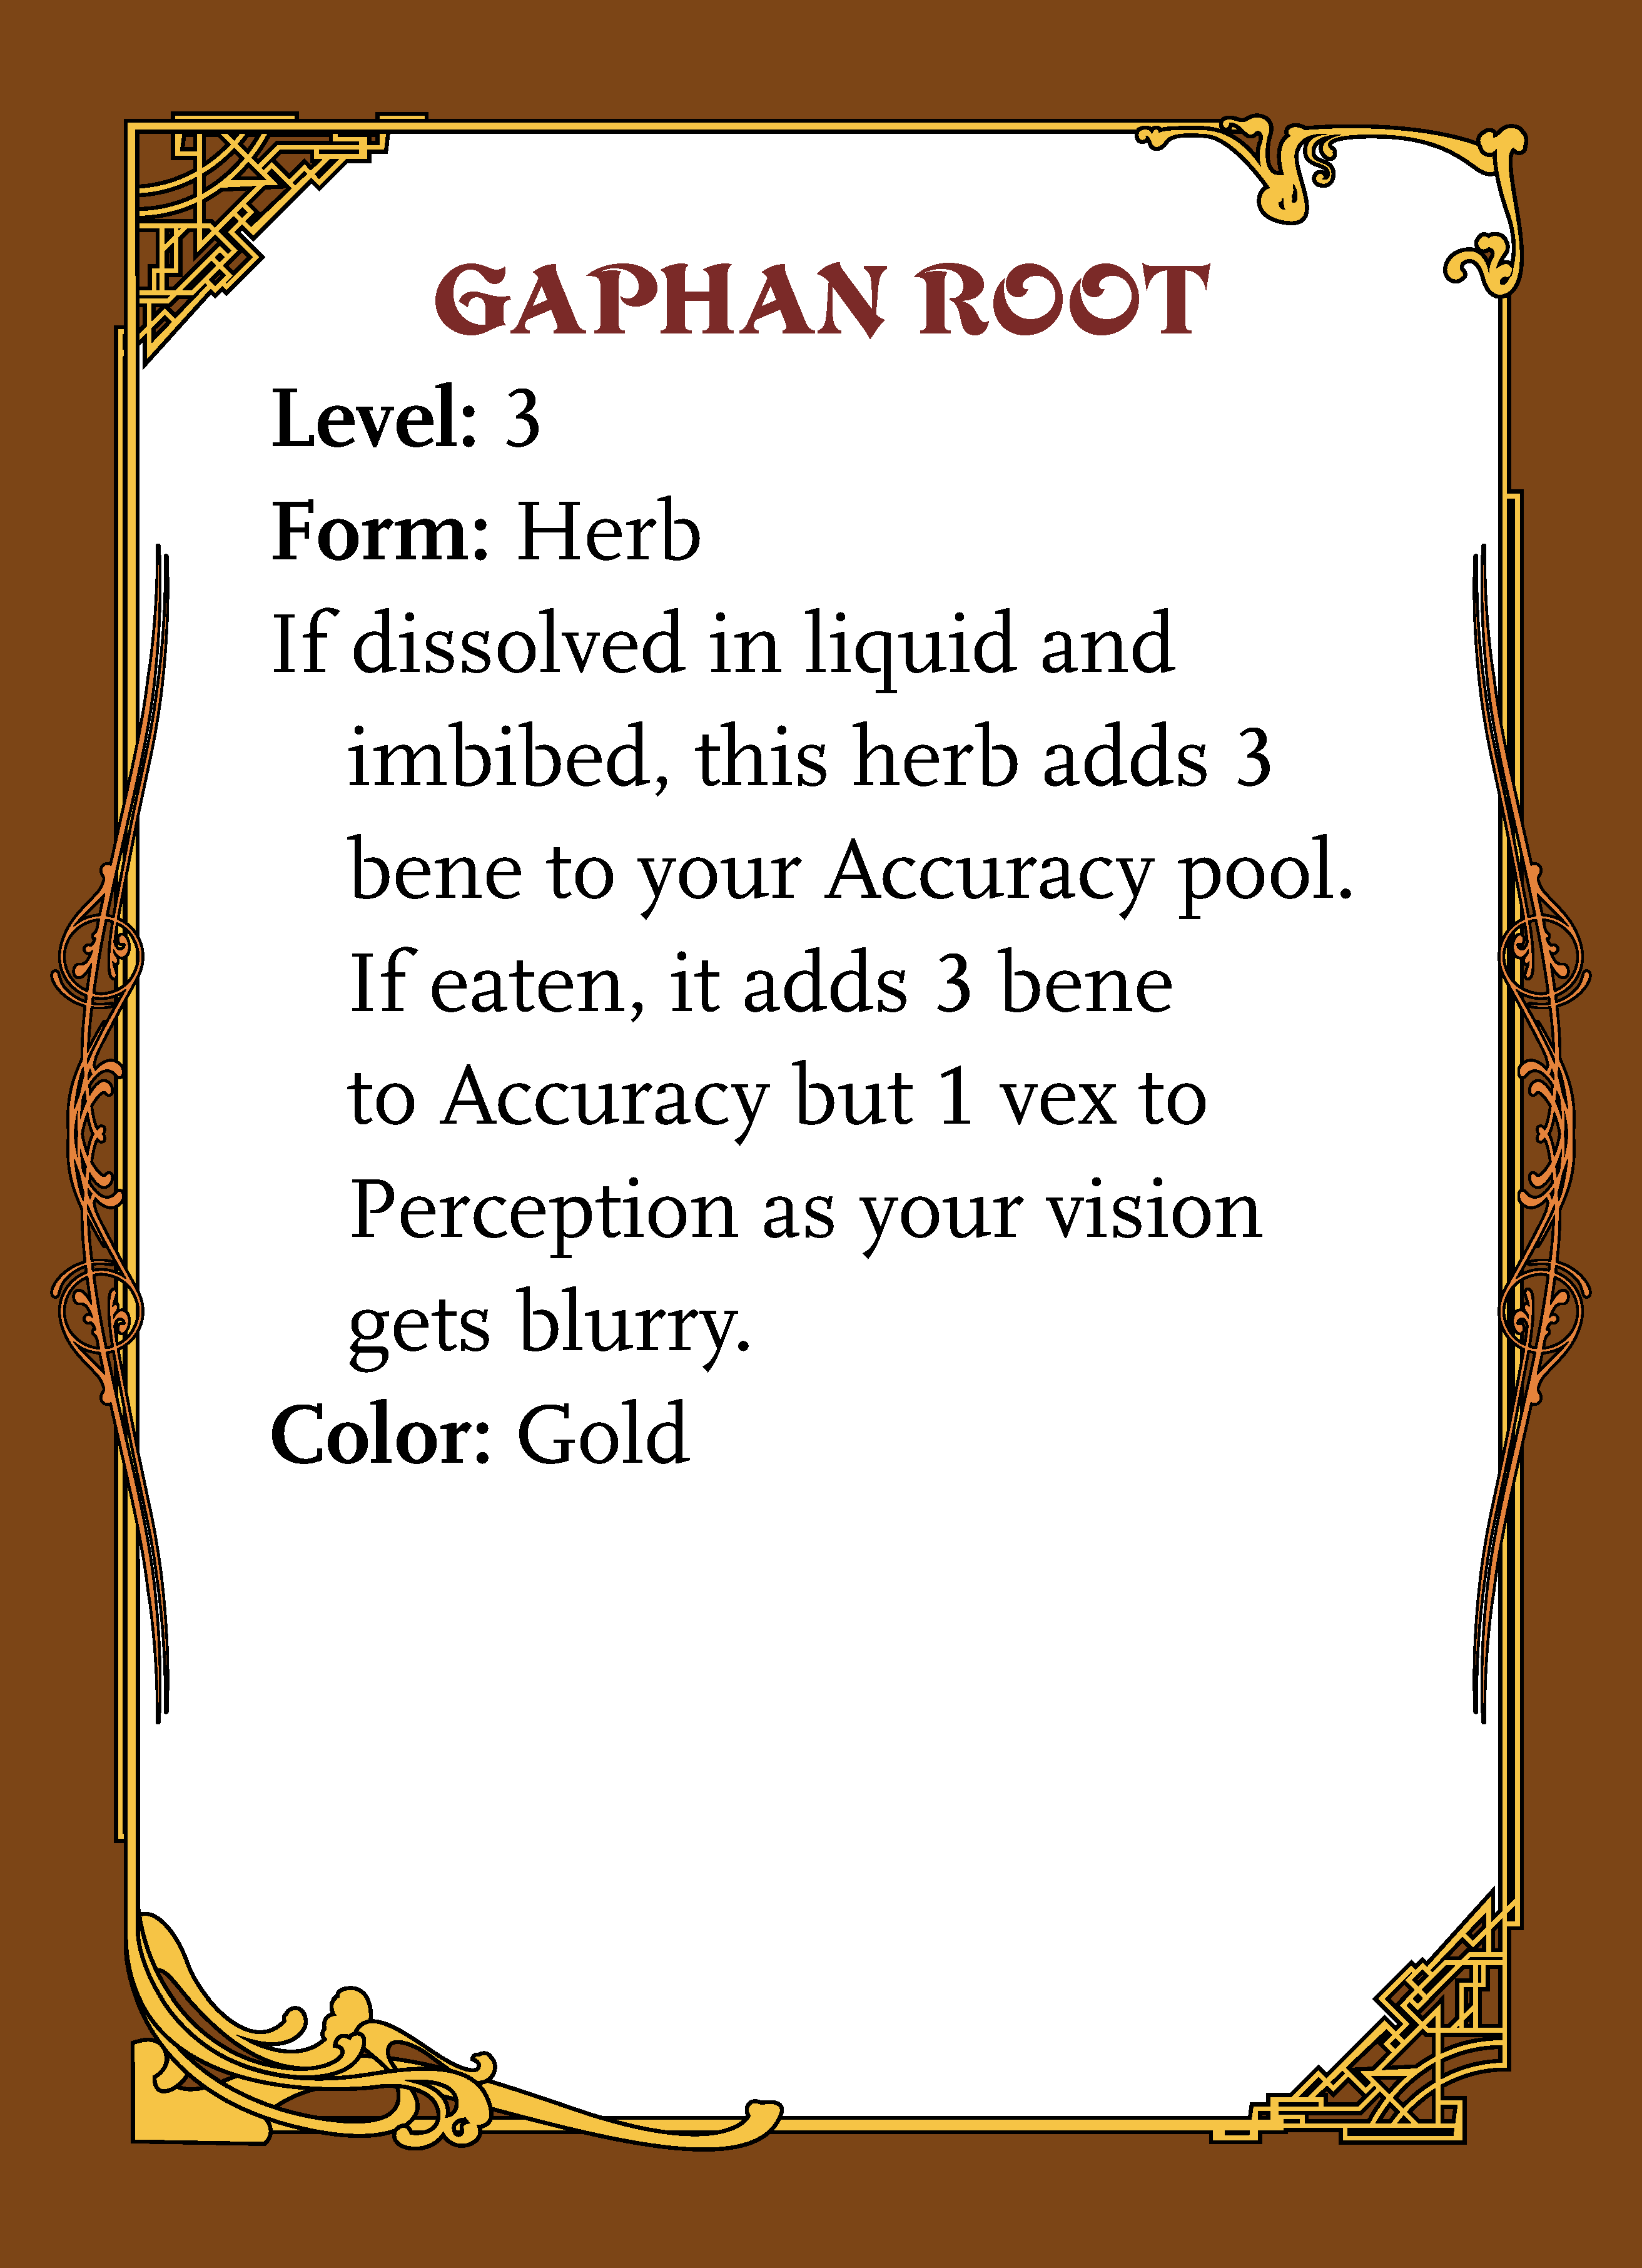 GAPHAN ROOT
Level: 3
Form: Herb
If dissolved in liquid and
imbibed, this herb adds 3
bene to your Accuracy pool.
If eaten, it adds 3 bene
to Accuracy but 1 vex to
Perception as your vision
gets blurry.
Color: Gold